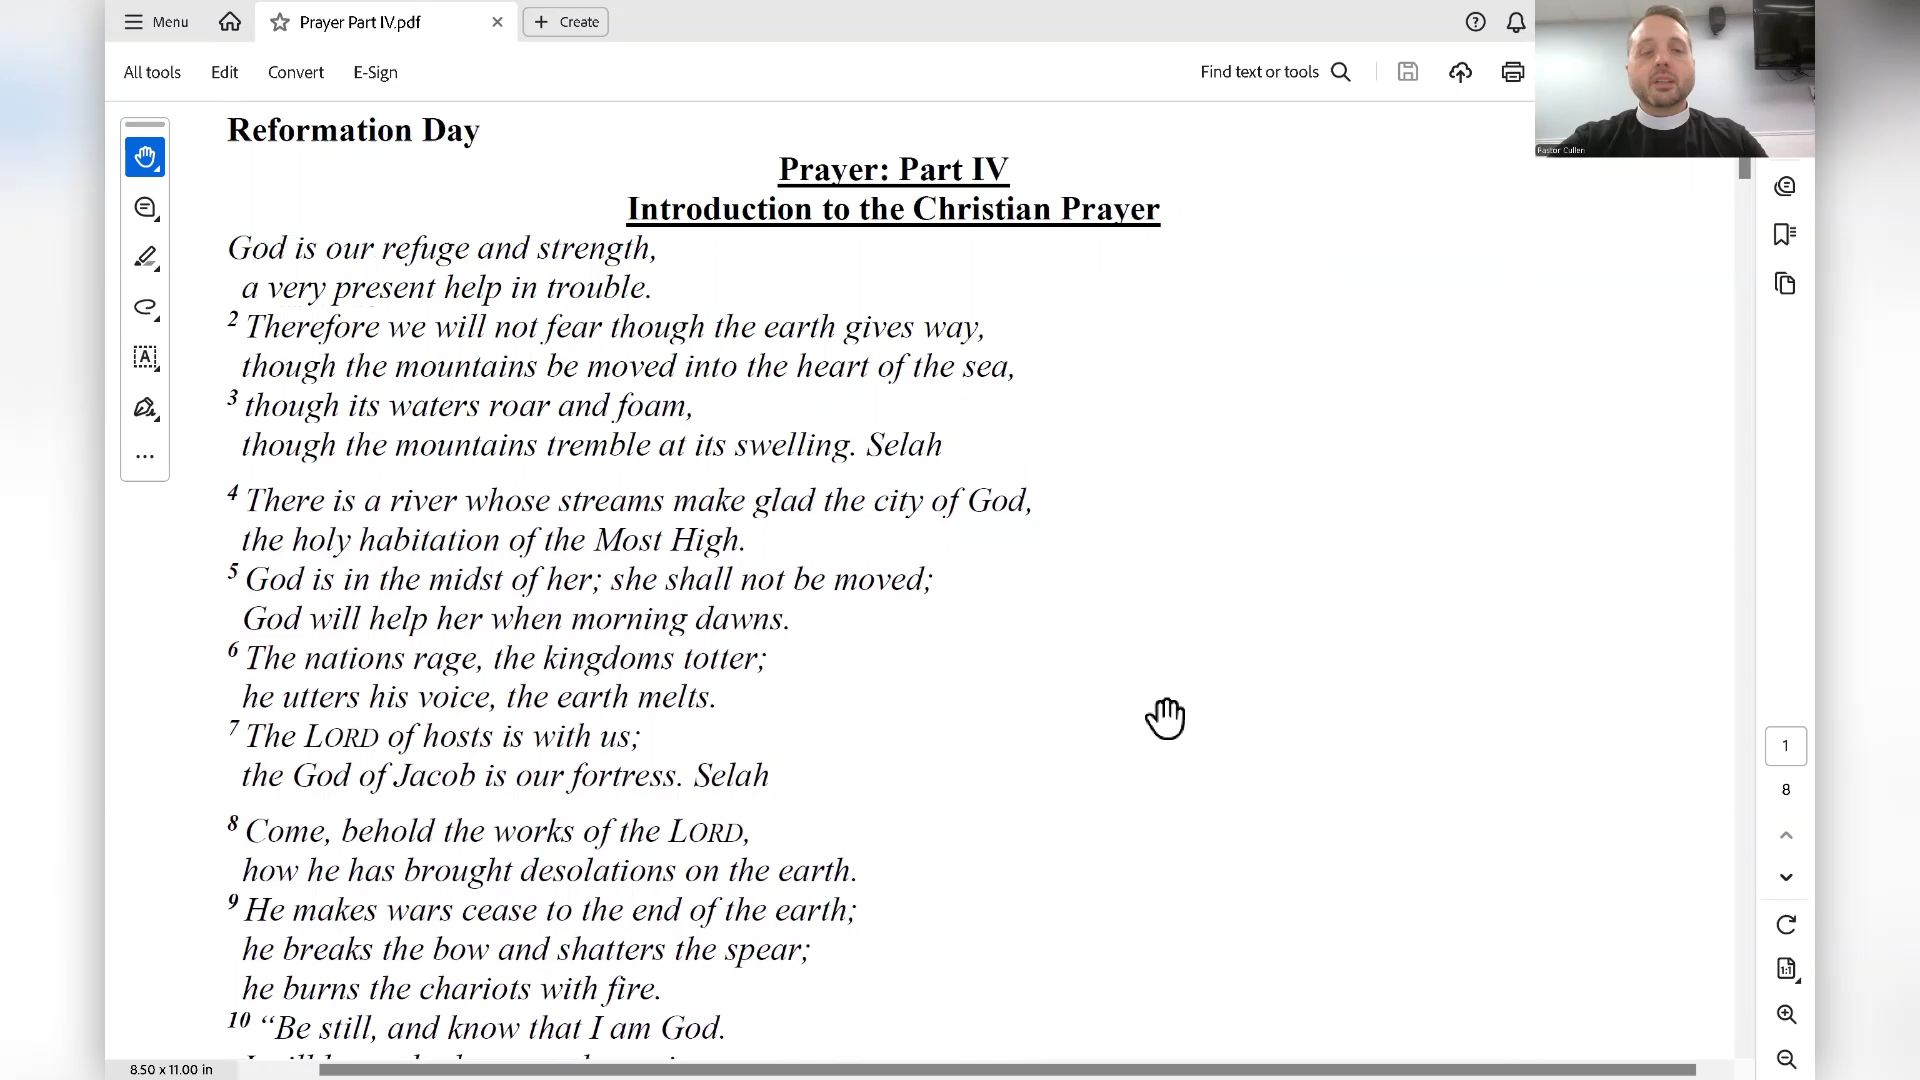 Menu
Prayer Part IV.pdf
Create
All tools
Edit
Convert
E-Sign
Find text or tools
Pastor Cullen
Reformation Day
Prayer: Part IV
Introduction to the Christian Prayer
God is our refuge and strength,
a very present help in trouble.
2 Therefore we will not fear though the earth gives way,
though the mountains be moved into the heart of the sea,
3 though its waters roar and foam,
though the mountains tremble at its swelling. Selah
4 There is a river whose streams make glad the city of God,
the holy habitation of the Most High.
5 God is in the midst of her; she shall not be moved;
God will help her when morning dawns.
6 The nations rage, the kingdoms totter;
he utters his voice, the earth melts.
7 The LORD of hosts is with us;
the God of Jacob is our fortress. Selah
8 Come, behold the works of the LORD,
how he has brought desolations on the earth.
9 He makes wars cease to the end of the earth;
he breaks the bow and shatters the spear;
he burns the chariots with fire.
10 “Be still, and know that I am God.
1
8
8.50 x 11.00 in